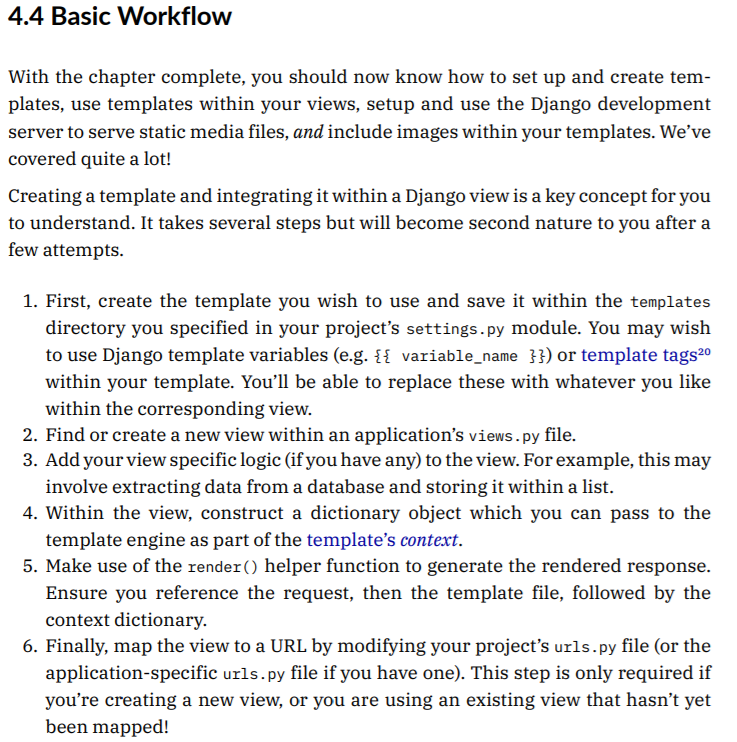 4.4 Basic Workflow
With the chapter complete, you should now know how to set up and create tem-
plates, use templates within your views, setup and use the Django development
server to serve static media files, and include images within your templates. We’ve
covered quite a lot!
Creating a template and integrating it within a Django view is a key concept for you
to understand. It takes several steps but will become second nature to you after a
few attempts.
1. First, create the template you wish to use and save it within the templates
directory you specified in your project’s settings.py module. You may wish
to use Django template variables (e.g. {{ variable_name }}) or template tags²⁰
within your template. You’ll be able to replace these with whatever you like
within the corresponding view.
2. Find or create a new view within an application’s views.py file.
3. Add your view specific logic (if you have any) to the view. For example, this may
involve extracting data from a database and storing it within a list.
4. Within the view, construct a dictionary object which you can pass to the
template engine as part of the template’s context.
5. Make use of the render() helper function to generate the rendered response.
Ensure you reference the request, then the template file, followed by the
context dictionary.
6. Finally, map the view to a URL by modifying your project’s urls.py file (or the
application-specific urls.py file if you have one). This step is only required if
you’re creating a new view, or you are using an existing view that hasn’t yet
been mapped!